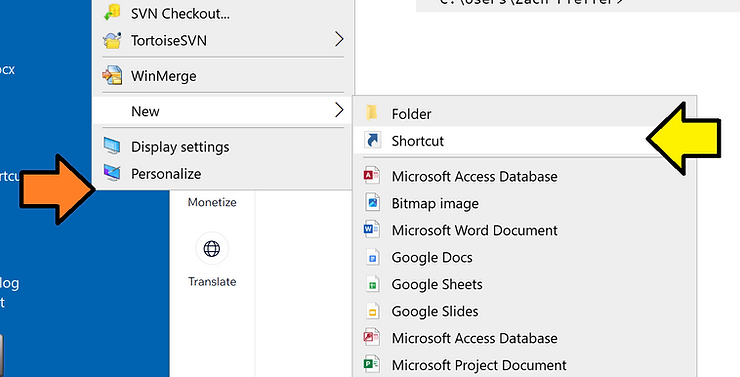 SVN Checkout...
TortoiseSVN
WinMerge
New
Display settings
Personalize
Monetize
Translate
Folder
Shortcut
Microsoft Access Database
Bitmap image
Microsoft Word Document
Google Docs
Google Sheets
Google Slides
Microsoft Access Database
Microsoft Project Document